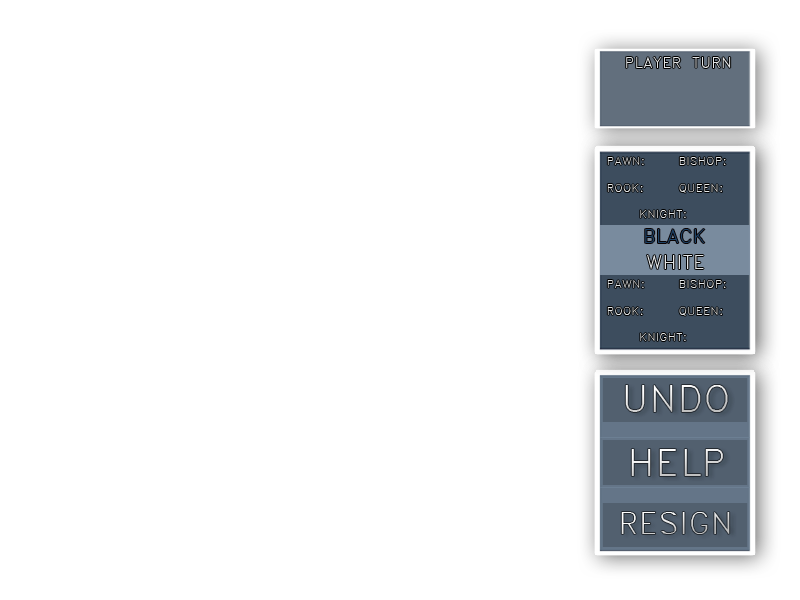 PLAYER TURN
PAWN: BISHOP:
ROOK: QUEEN:
KNIGHT:
BLACK
WHITE
PAWN: BISHOP:
ROOK: QUEEN:
KNIGHT:
UNDO
HELP
RESIGN